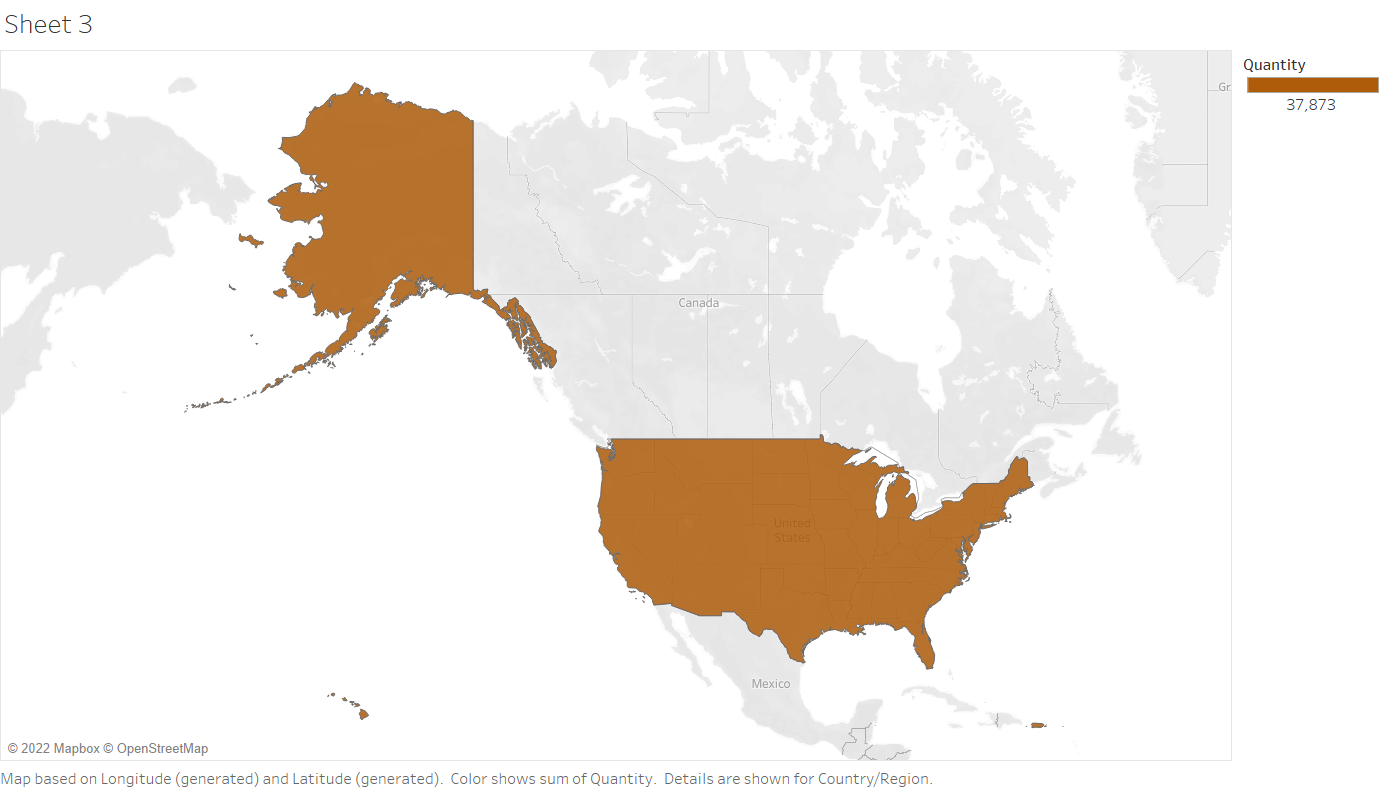 Sheet 3
Quantity
37,873
Gr
Canada
United
States
Mexico
© 2022 Mapbox © OpenStreetMap
Map based on Longitude (generated) and Latitude (generated). Color shows sum of Quantity. Details are shown for Country/Region.